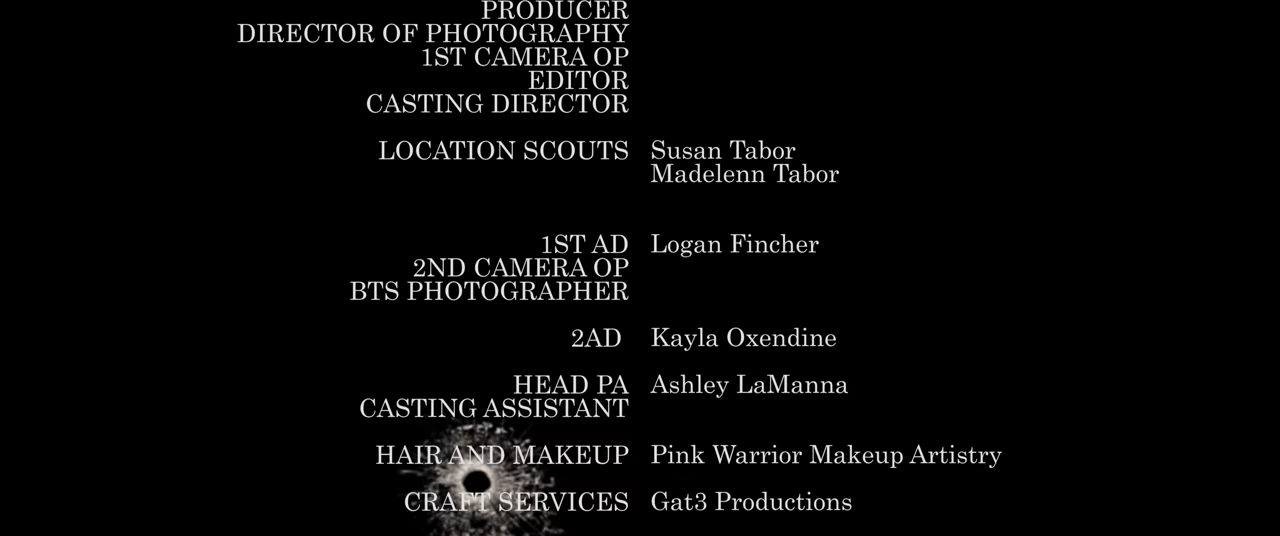 PRODUCER
DIRECTOR OF PHOTOGRAPHY
1ST CAMERA OP
EDITOR
CASTING DIRECTOR
LOCATION SCOUTS Susan Tabor
Madelenn Tabor
1ST AD Logan Fincher
2ND CAMERA OP
BTS PHOTOGRAPHER
2AD Kayla Oxendine
HEAD PA Ashley LaManna
CASTING ASSISTANT
HAIR AND MAKEUP Pink Warrior Makeup Artistry
CRAFT SERVICES Gat3 Productions